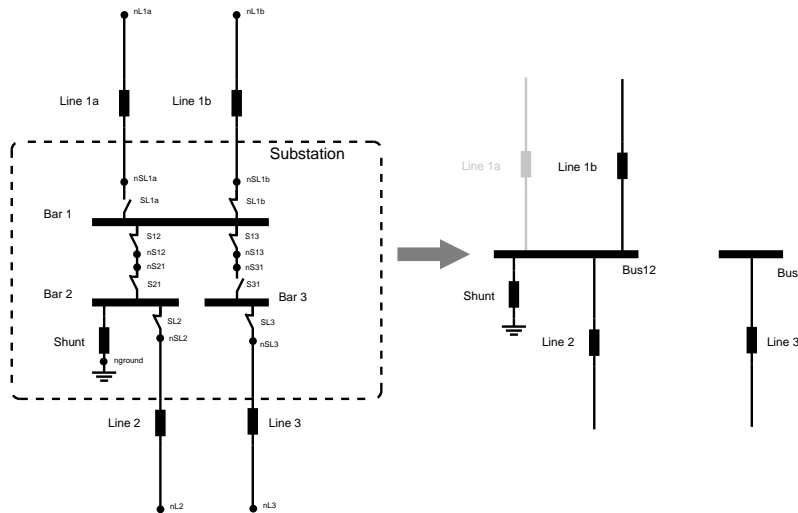 nL1a
nL1b
Line 1a
Line 1b
Substation
nSL1a
nSL1b
SL1a
SL1b
Bar 1
S12
S13
nS12
nS13
nS21
nS31
S21
S31
Bar 2
Bar 3
SL2
SL3
Shunt
nSL2
nSL3
nground
Line 2
Line 3
nL2
nL3
Line 1a
Line 1b
Bus12
Bus
Shunt
Line 2
Line 3